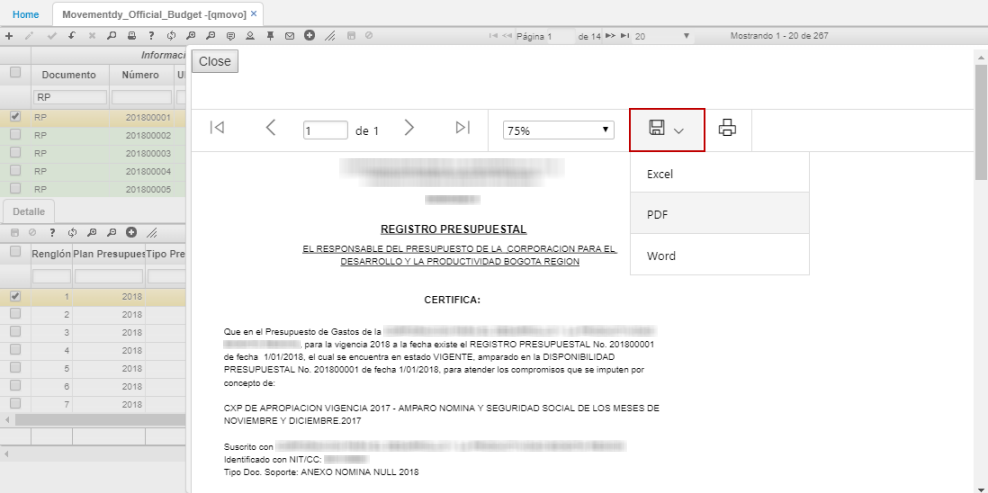 Home Movementdy_Official_Budget -[qmovo] ×
Página 1 de 14 20 Mostrando 1 - 20 de 267
Informaci
Documento Número
RP
RP 201800001
RP 201800002
RP 201800003
RP 201800004
RP 201800005
Detalle
Renglón Plan Presupues Tipo Pre
1 2018
2 2018
3 2018
4 2018
5 2018
6 2018
7 2018
Close
1 de 1 75%
Excel
PDF
Word
REGISTRO PRESUPUESTAL
EL RESPONSABLE DEL PRESUPUESTO DE LA CORPORACION PARA EL
DESARROLLO Y LA PRODUCTIVIDAD BOGOTA REGION
CERTIFICA:
Que en el Presupuesto de Gastos de la
, para la vigencia 2018 a la fecha existe el REGISTRO PRESUPUESTAL No. 201800001
de fecha 1/01/2018, el cual se encuentra en estado VIGENTE, amparado en la DISPONIBILIDAD
PRESUPUESTAL No. 201800001 de fecha 1/01/2018, para atender los compromisos que se imputen por
concepto de:
CXP DE APROPIACION VIGENCIA 2017 - AMPARO NOMINA Y SEGURIDAD SOCIAL DE LOS MESES DE
NOVIEMBRE Y DICIEMBRE.2017
Suscrito con
Identificado con NIT/CC:
Tipo Doc. Soporte: ANEXO NOMINA NULL 2018